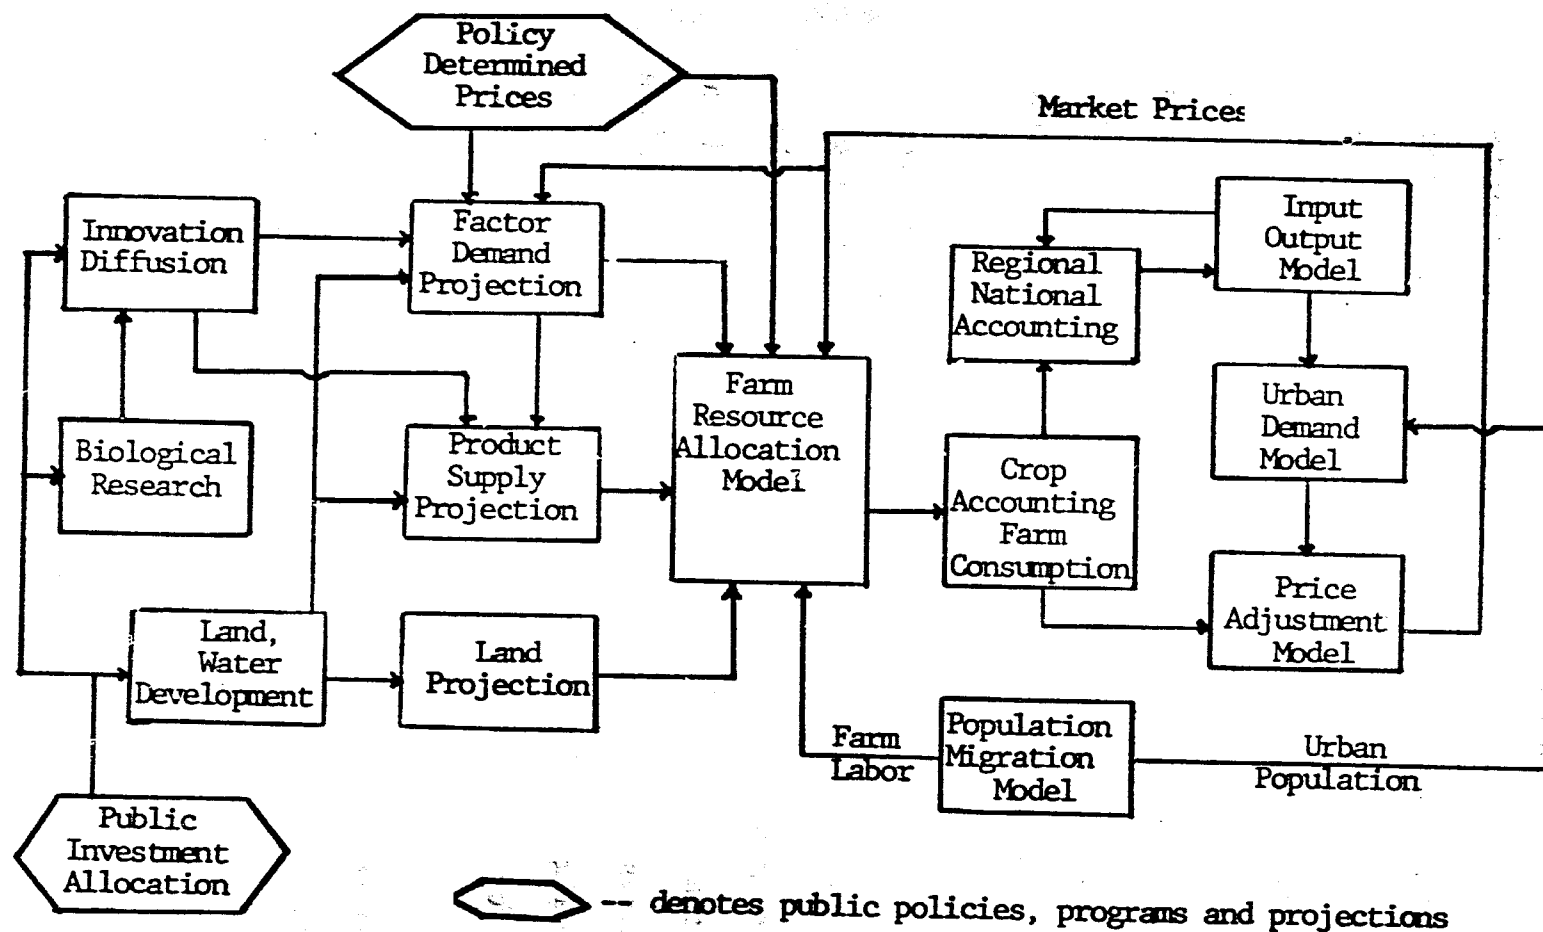 Policy
Determined
Prices
Market Prices
Innovation
Diffusion
Factor
Demand
Projection
Input
Output
Model
Regional
National
Accounting
Biological
Research
Product
Supply
Projection
Farm
Resource
Allocation
Model
Crop
Accounting
Farm
Consumption
Urban
Demand
Model
Price
Adjustment
Model
Land,
Water
Development
Land
Projection
Farm
Labor
Population
Migration
Model
Urban
Population
Public
Investment
Allocation
-- denotes public policies, programs and projections